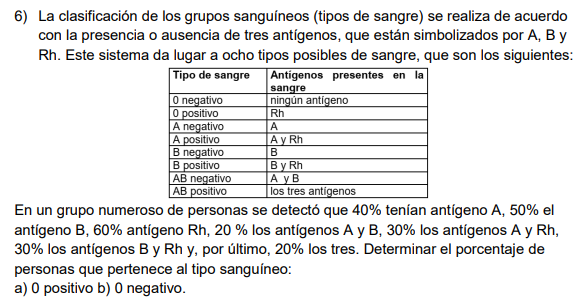 6) La clasificación de los grupos sanguíneos (tipos de sangre) se realiza de acuerdo
con la presencia o ausencia de tres antígenos, que están simbolizados por A, B y
Rh. Este sistema da lugar a ocho tipos posibles de sangre, que son los siguientes:
Tipo de sangre Antígenos presentes en la
sangre
0 negativo ningún antígeno
0 positivo Rh
A negativo A
A positivo A y Rh
B negativo B
B positivo B y Rh
AB negativo A y B
AB positivo los tres antígenos
En un grupo numeroso de personas se detectó que 40% tenían antígeno A, 50% el
antígeno B, 60% antígeno Rh, 20 % los antígenos A y B, 30% los antígenos A y Rh,
30% los antígenos B y Rh y, por último, 20% los tres. Determinar el porcentaje de
personas que pertenece al tipo sanguíneo:
a) 0 positivo b) 0 negativo.